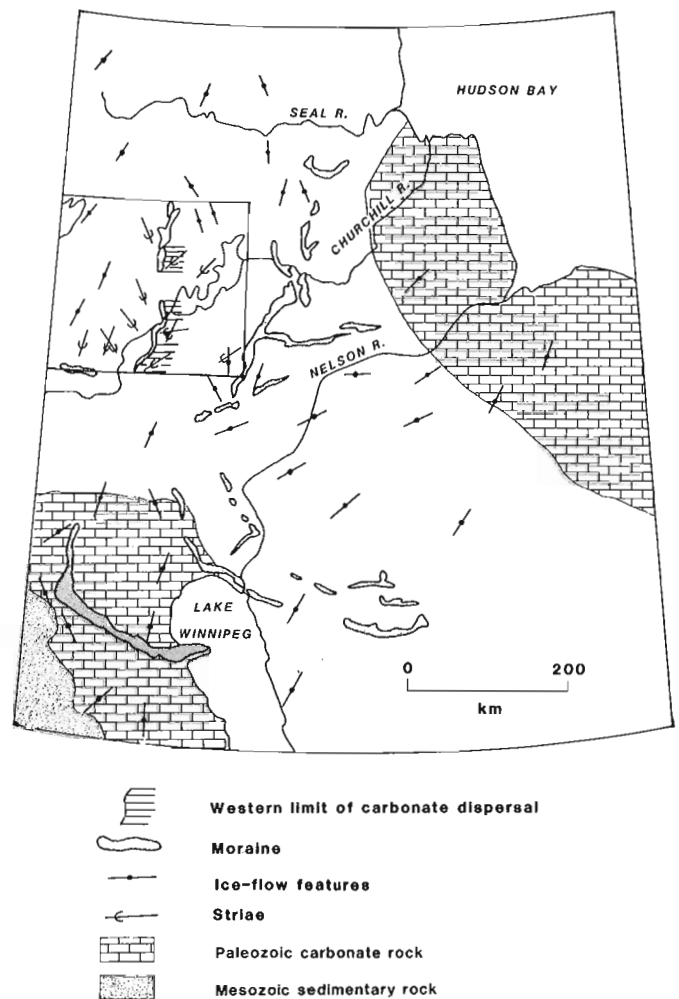 HUDSON BAY
SEAL R.
CHURCHILL R.
NELSON R.
LAKE
WINNIPEG
0 200
km
Western limit of carbonate dispersal
Moraine
Ice-flow features
Striae
Paleozoic carbonate rock
Mesozoic sedimentary rock